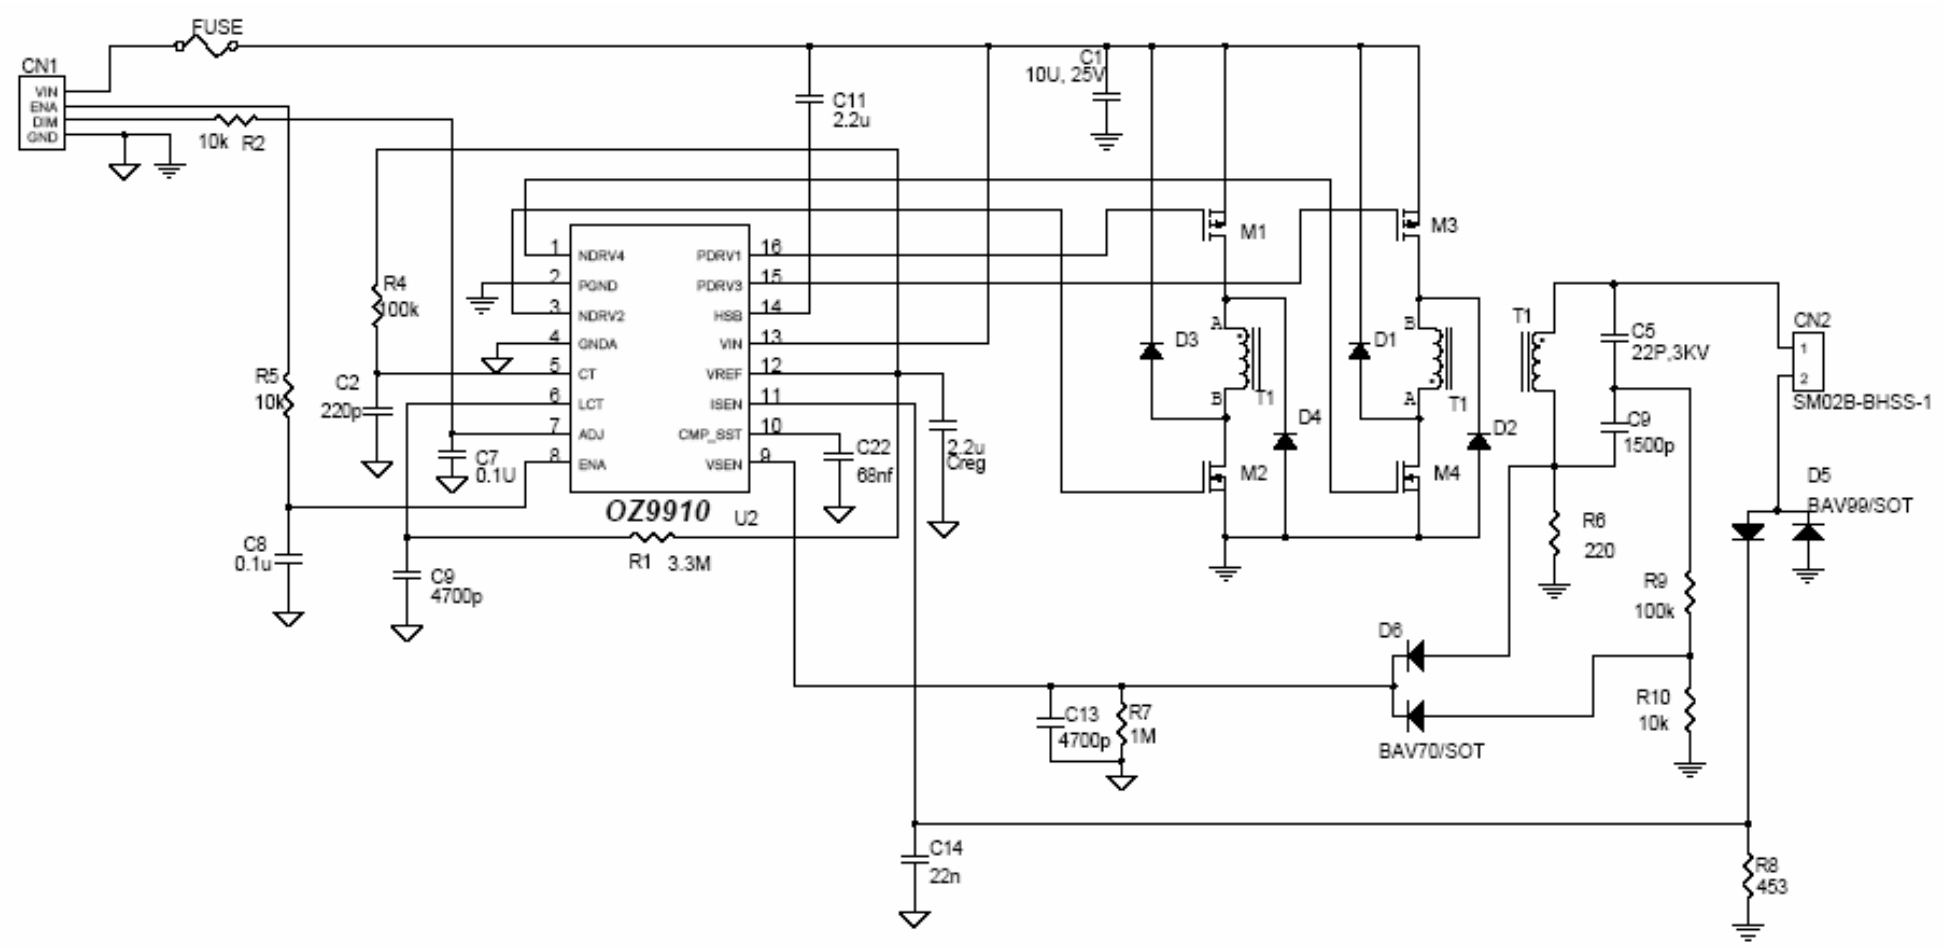 FUSE
CN1
VIN
ENA
DIM
GND
10k R2
C11
2.2u
C1
10U, 25V
M1
M3
R4
100k
R5
10k
C2
220p
1 NDRV4
2 PGND
3 NDRV2
4 GNDA
5 CT
6 LCT
7 ADJ
8 ENA
PDRV1 16
PDRV3 15
HSB 14
VIN 13
VREF 12
ISEN 11
CMP_SST 10
VSEN 9
OZ9910 U2
C7
0.1U
C22
68nf
2.2u
Creg
C8
0.1u
C9
4700p
R1 3.3M
D3
A
B
T1
D4
M2
D1
B
A
T1
D2
M4
T1
C5
22P,3KV
C9
1500p
CN2
1
2
SM02B-BHSS-1
D5
BAV99/SOT
R6
220
R9
100k
D6
BAV70/SOT
R10
10k
C13
4700p
R7
1M
C14
22n
R8
453